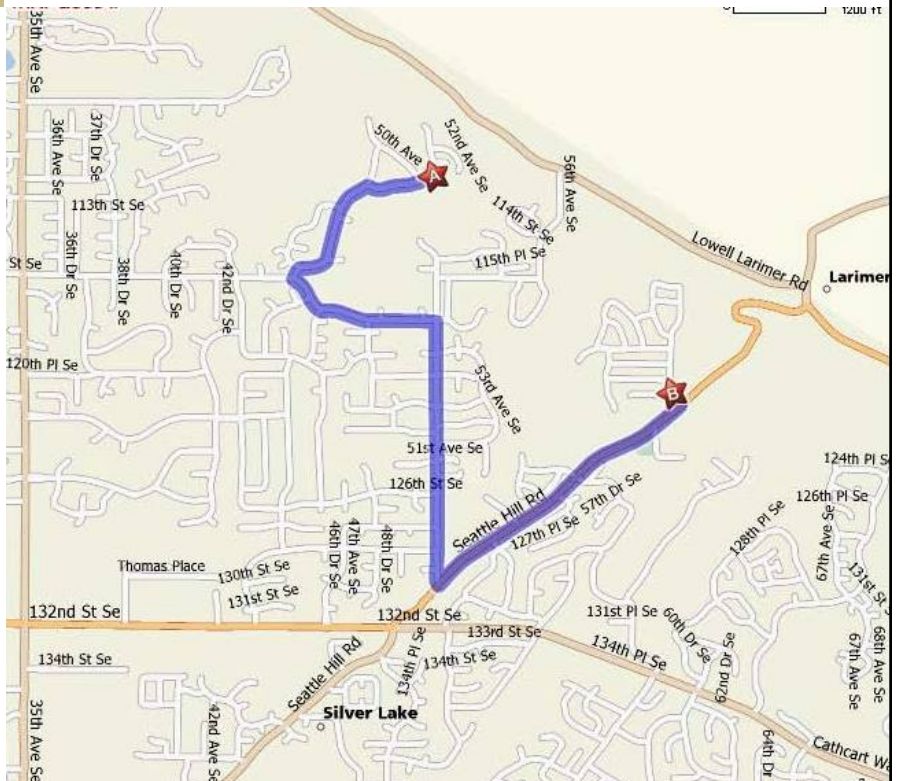 1200 ft
35th Ave Se
36th Ave Se
37th Dr Se
50th Ave
52nd Ave Se
A
56th Ave Se
113th St Se
114th St Se
36th Dr Se
38th Dr Se
40th Dr Se
42nd Dr Se
St Se
115th Pl Se
Lowell Larimer Rd
Larimer
120th Pl Se
53rd Ave Se
B
51st Ave Se
126th St Se
124th Pl S
126th Pl Se
Seattle Hill Rd
57th Dr Se
127th Pl Se
128th Pl Se
67th Ave Se
46th Dr Se
47th Ave Se
48th Dr Se
Thomas Place
130th St Se
131st St Se
131st St S
132nd St Se
132nd St Se
131st Pl Se
60th Dr Se
133rd St Se
134th Pl Se
62nd Dr Se
67th Ave Se
68th Ave Se
134th St Se
Seattle Hill Rd
134th Pl Se
134th St Se
35th Ave Se
42nd Ave Se
Silver Lake
64th Dr
Cathcart Wa